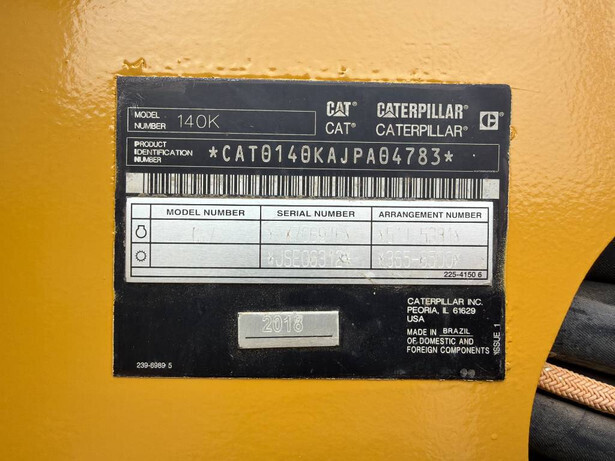 MODEL NUMBER 140K
CAT CATERPILLAR
CAT® CATERPILLAR®
PRODUCT IDENTIFICATION NUMBER *CAT0140KAJPA04783*
MODEL NUMBER SERIAL NUMBER ARRANGEMENT NUMBER
225-4150 6
CATERPILLAR INC.
PEORIA, IL 61629
USA
2018
MADE IN BRAZIL
OF DOMESTIC AND
FOREIGN COMPONENTS
ISSUE 1
239-6989 5